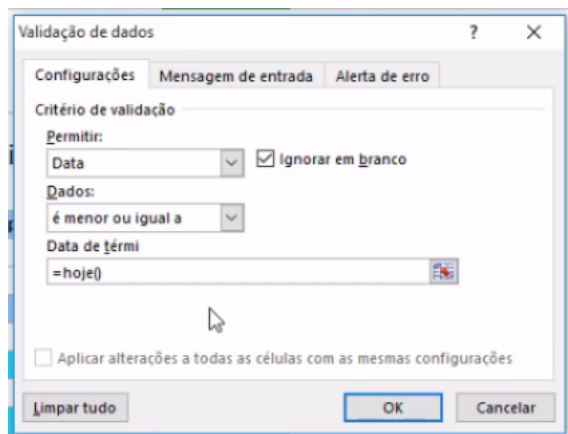 Validação de dados ?
Configurações Mensagem de entrada Alerta de erro
Critério de validação
Permitir:
Data Ignorar em branco
Dados:
é menor ou igual a
Data de térmi
=hoje()
Aplicar alterações a todas as células com as mesmas configurações
Limpar tudo OK Cancelar